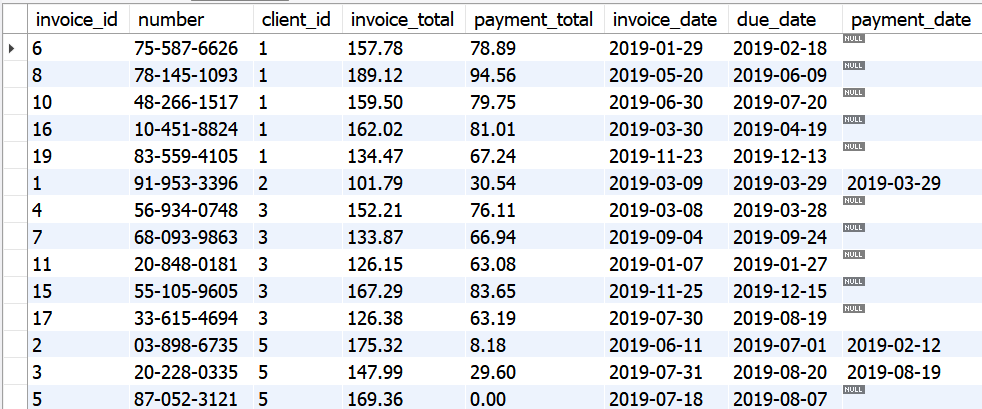 invoice_id number client_id invoice_total payment_total invoice_date due_date payment_date
6 75-587-6626 1 157.78 78.89 2019-01-29 2019-02-18 NULL
8 78-145-1093 1 189.12 94.56 2019-05-20 2019-06-09 NULL
10 48-266-1517 1 159.50 79.75 2019-06-30 2019-07-20 NULL
16 10-451-8824 1 162.02 81.01 2019-03-30 2019-04-19 NULL
19 83-559-4105 1 134.47 67.24 2019-11-23 2019-12-13 NULL
1 91-953-3396 2 101.79 30.54 2019-03-09 2019-03-29 2019-03-29
4 56-934-0748 3 152.21 76.11 2019-03-08 2019-03-28 NULL
7 68-093-9863 3 133.87 66.94 2019-09-04 2019-09-24 NULL
11 20-848-0181 3 126.15 63.08 2019-01-07 2019-01-27 NULL
15 55-105-9605 3 167.29 83.65 2019-11-25 2019-12-15 NULL
17 33-615-4694 3 126.38 63.19 2019-07-30 2019-08-19 NULL
2 03-898-6735 5 175.32 8.18 2019-06-11 2019-07-01 2019-02-12
3 20-228-0335 5 147.99 29.60 2019-07-31 2019-08-20 2019-08-19
5 87-052-3121 5 169.36 0.00 2019-07-18 2019-08-07 NULL